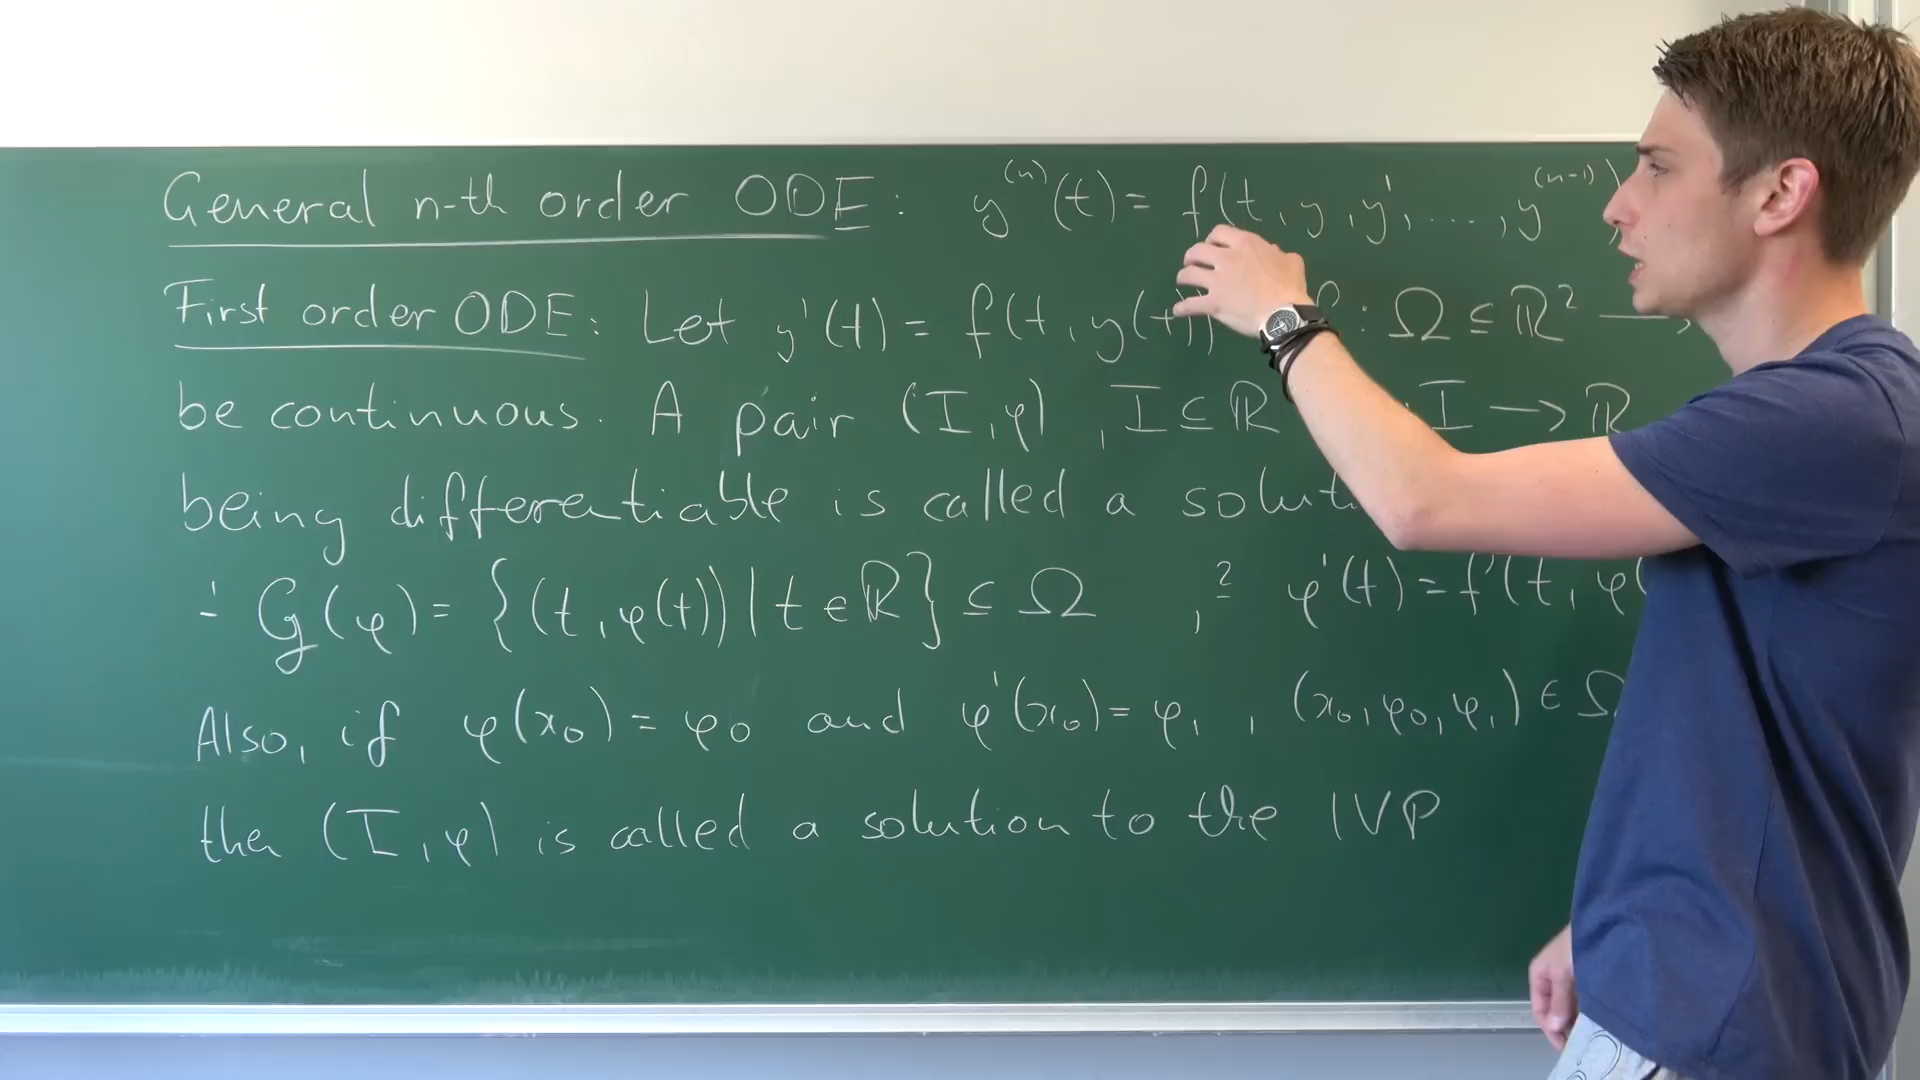 General n-th order ODE: y⁽ⁿ⁾(t) = f(t, y, y', ..., y⁽ⁿ⁻¹⁾)
First order ODE: Let y'(t) = f(t, y(t)) : Ω ⊆ ℝ² ⟶
be continuous. A pair (I, φ), I ⊆ ℝ I ⟶ ℝ
being differentiable is called a
∸ G(φ) = {(t, φ(t)) | t ∈ ℝ} ⊆ Ω , 2 φ'(t) = f(t, φ(
Also, if φ(x₀) = φ₀ and φ'(x₀) = φ₁, (x₀, φ₀, φ₁) ∈ Ω
then (I, φ) is called a solution to the IVP